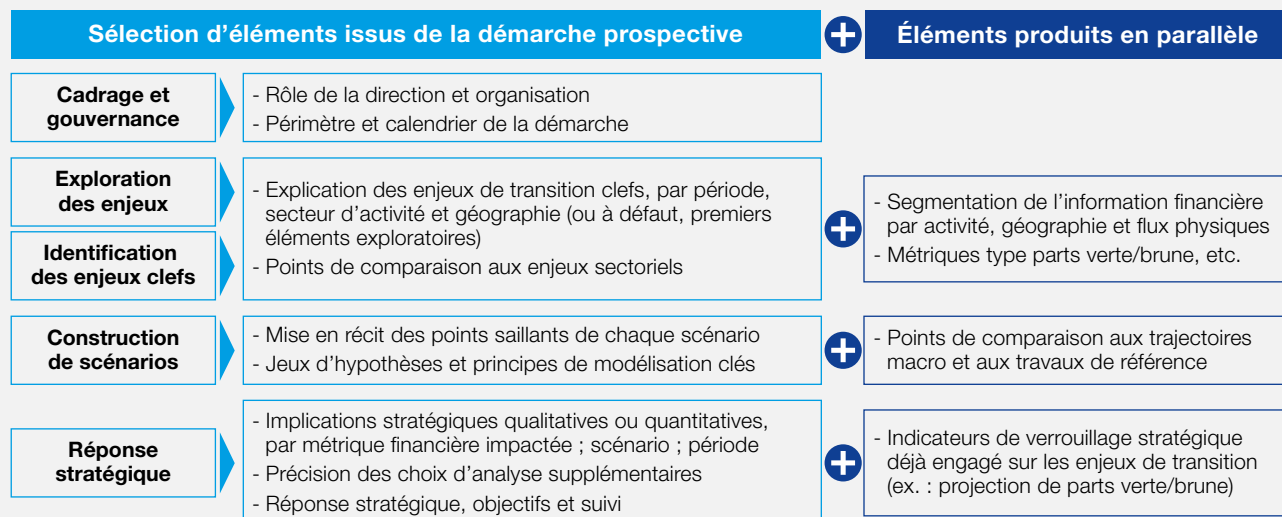 Sélection d'éléments issus de la démarche prospective
Éléments produits en parallèle
Cadrage et
gouvernance
- Rôle de la direction et organisation
- Périmètre et calendrier de la démarche
Exploration
des enjeux
Identification
des enjeux clefs
- Explication des enjeux de transition clefs, par période,
secteur d'activité et géographie (ou à défaut, premiers
éléments exploratoires)
- Points de comparaison aux enjeux sectoriels
- Segmentation de l'information financière
par activité, géographie et flux physiques
- Métriques type parts verte/brune, etc.
Construction
de scénarios
- Mise en récit des points saillants de chaque scénario
- Jeux d'hypothèses et principes de modélisation clés
- Points de comparaison aux trajectoires
macro et aux travaux de référence
Réponse
stratégique
- Implications stratégiques qualitatives ou quantitatives,
par métrique financière impactée ; scénario ; période
- Précision des choix d'analyse supplémentaires
- Réponse stratégique, objectifs et suivi
- Indicateurs de verrouillage stratégique
déjà engagé sur les enjeux de transition
(ex. : projection de parts verte/brune)